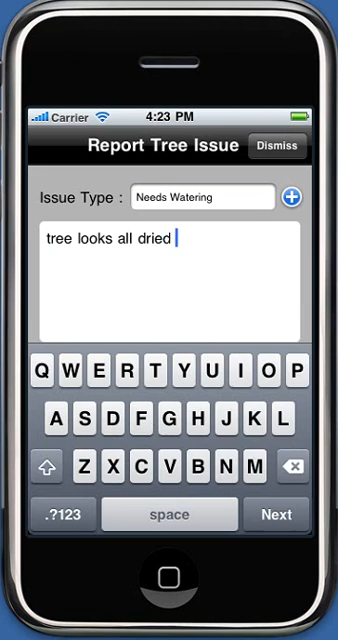 Carrier 4:23 PM
Report Tree Issue Dismiss
Issue Type : Needs Watering
tree looks all dried
Q W E R T Y U I O P
A S D F G H J K L
Z X C V B N M
.?123 space Next